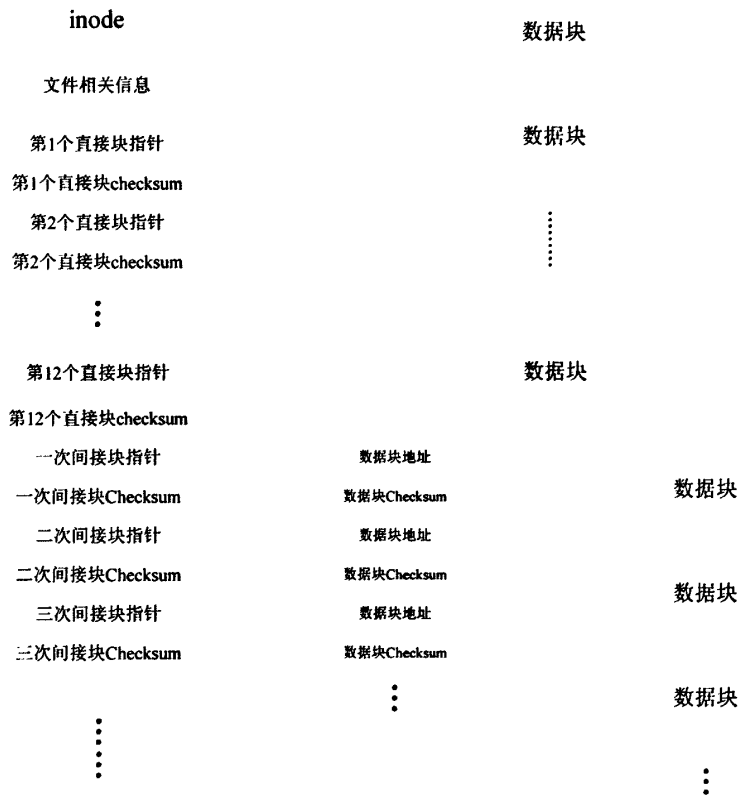 inode
文件相关信息
第1个直接块指针
第1个直接块checksum
第2个直接块指针
第2个直接块checksum
第12个直接块指针
第12个直接块checksum
一次间接块指针
一次间接块Checksum
二次间接块指针
二次间接块Checksum
三次间接块指针
三次间接块Checksum
数据块
数据块
数据块
数据块地址
数据块Checksum
数据块地址
数据块Checksum
数据块地址
数据块Checksum
数据块
数据块
数据块